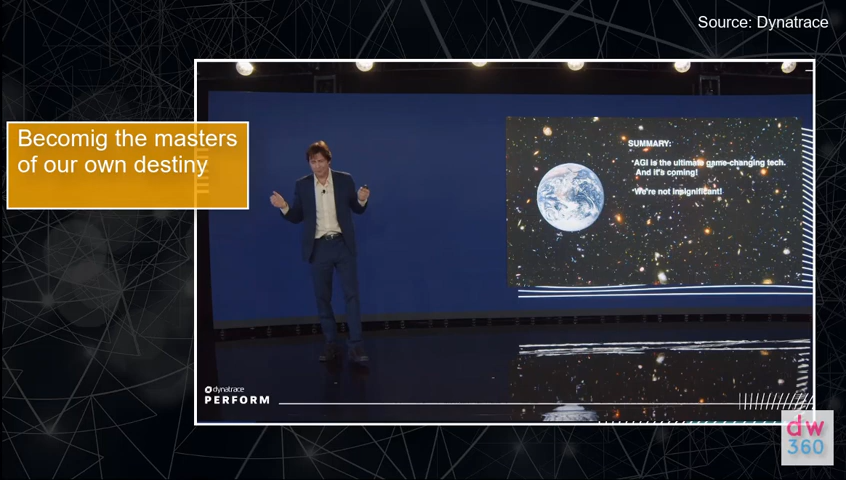 Source: Dynatrace
Becomig the masters
of our own destiny
SUMMARY:
*AGI is the ultimate game-changing tech.
And it's coming!
*We're not insignificant!
dynatrace
PERFORM
dw
360